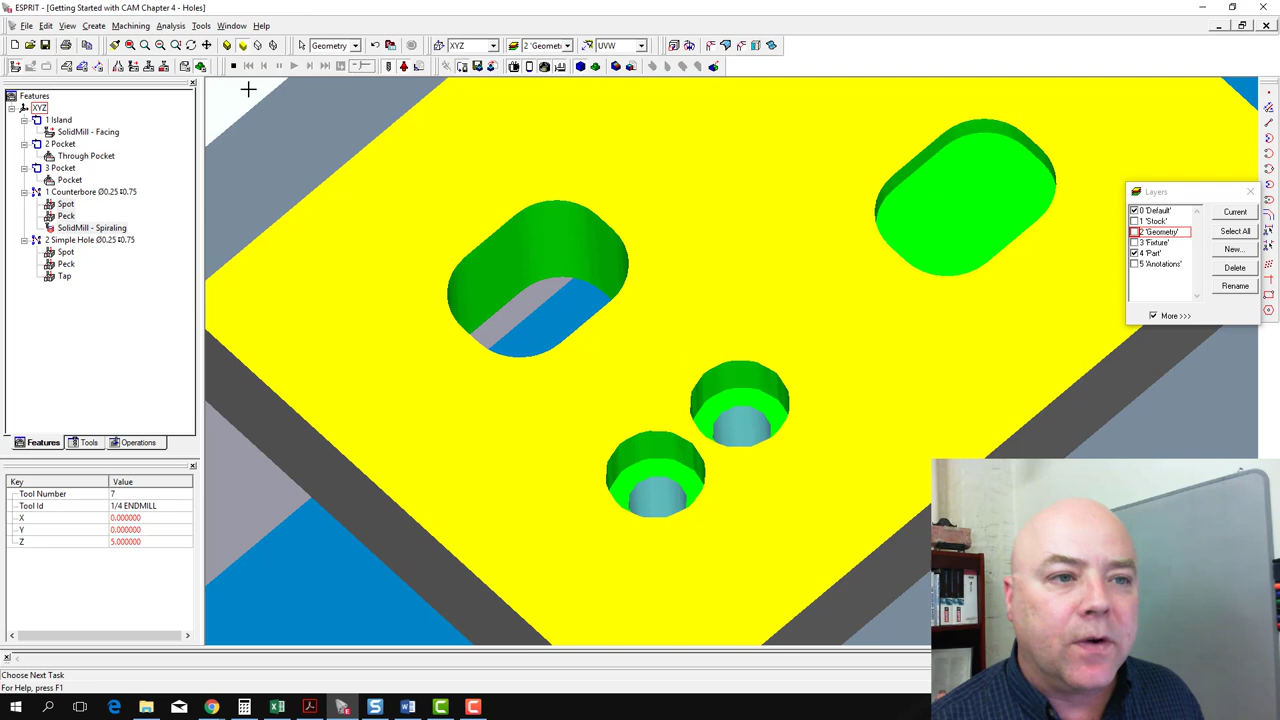 ESPRIT - [Getting Started with CAM Chapter 4 - Holes]
File Edit View Create Machining Analysis Tools Window Help
Geometry XYZ 2 'Geometr UVW
Features
XYZ
1 Island
SolidMill - Facing
2 Pocket
Through Pocket
3 Pocket
Pocket
1 Counterbore Ø0.25 ↧0.75
Spot
Peck
SolidMill - Spiraling
2 Simple Hole Ø0.25 ↧0.75
Spot
Peck
Tap
Features Tools Operations
Key Value
Tool Number 7
Tool Id 1/4 ENDMILL
X 0.000000
Y 0.000000
Z 5.000000
Layers
0 'Default'
1 'Stock'
2 'Geometry'
3 'Fixture'
4 'Part'
5 'Anotations'
Current
Select All
New...
Delete
Rename
More >>>
Choose Next Task
For Help, press F1